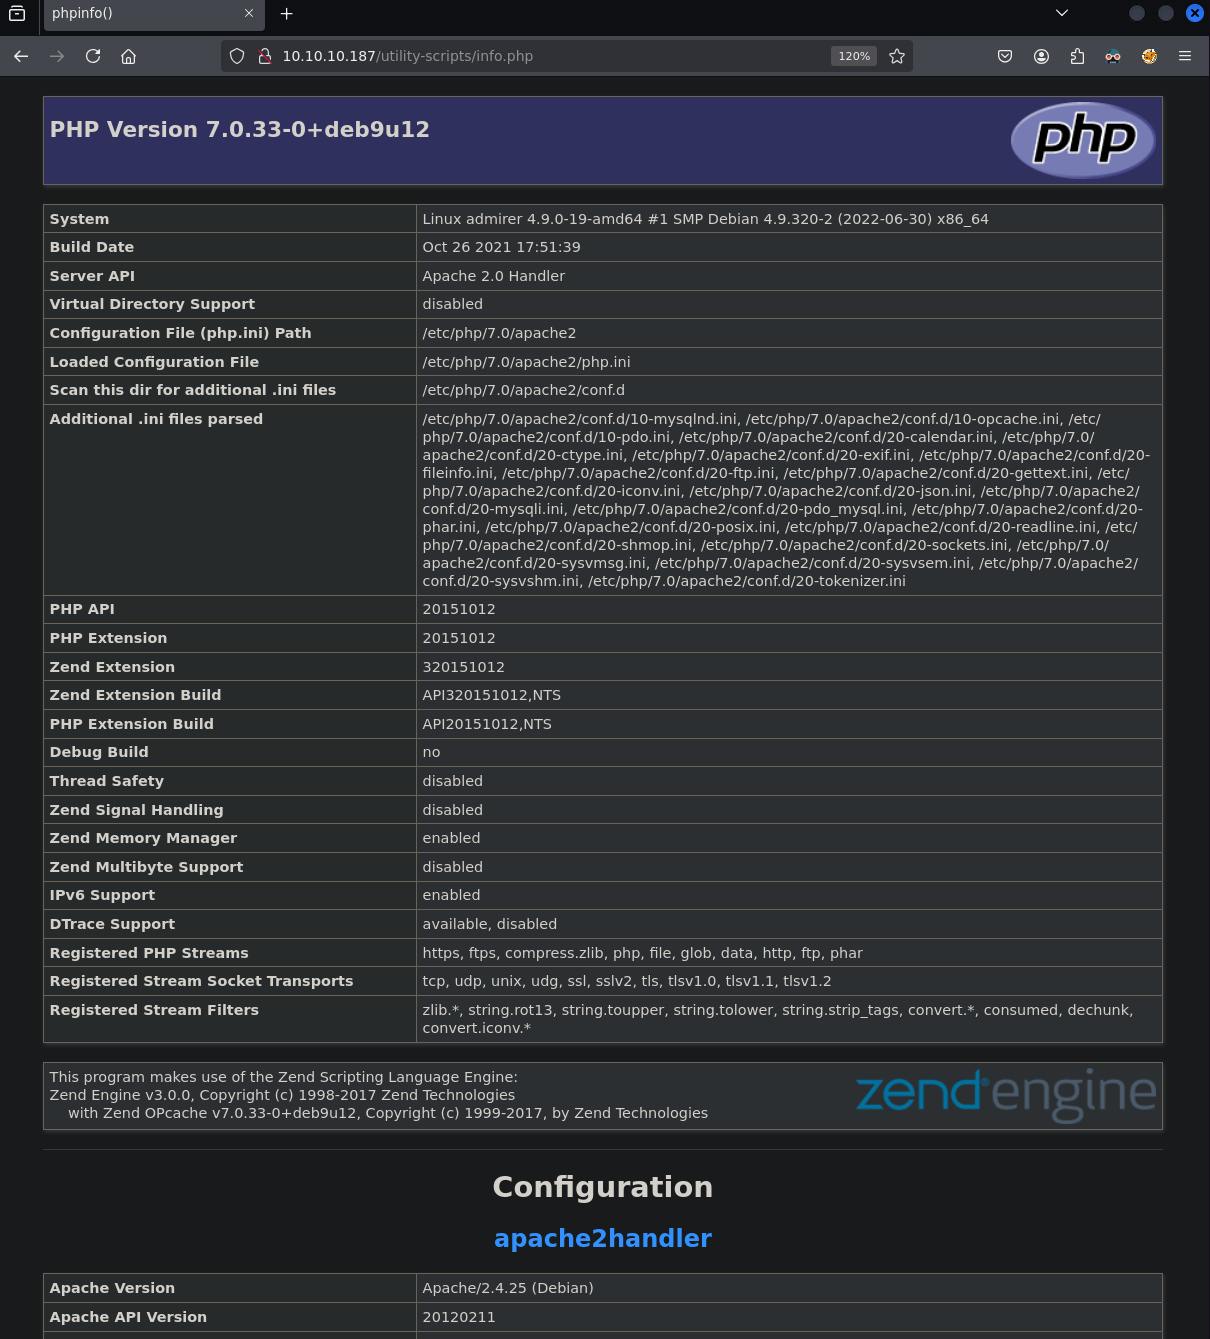 phpinfo()
10.10.10.187/utility-scripts/info.php
120%
PHP Version 7.0.33-0+deb9u12
php
System
Linux admirer 4.9.0-19-amd64 #1 SMP Debian 4.9.320-2 (2022-06-30) x86_64
Build Date
Oct 26 2021 17:51:39
Server API
Apache 2.0 Handler
Virtual Directory Support
disabled
Configuration File (php.ini) Path
/etc/php/7.0/apache2
Loaded Configuration File
/etc/php/7.0/apache2/php.ini
Scan this dir for additional .ini files
/etc/php/7.0/apache2/conf.d
Additional .ini files parsed
/etc/php/7.0/apache2/conf.d/10-mysqlnd.ini, /etc/php/7.0/apache2/conf.d/10-opcache.ini, /etc/
php/7.0/apache2/conf.d/10-pdo.ini, /etc/php/7.0/apache2/conf.d/20-calendar.ini, /etc/php/7.0/
apache2/conf.d/20-ctype.ini, /etc/php/7.0/apache2/conf.d/20-exif.ini, /etc/php/7.0/apache2/conf.d/20-
fileinfo.ini, /etc/php/7.0/apache2/conf.d/20-ftp.ini, /etc/php/7.0/apache2/conf.d/20-gettext.ini, /etc/
php/7.0/apache2/conf.d/20-iconv.ini, /etc/php/7.0/apache2/conf.d/20-json.ini, /etc/php/7.0/apache2/
conf.d/20-mysqli.ini, /etc/php/7.0/apache2/conf.d/20-pdo_mysql.ini, /etc/php/7.0/apache2/conf.d/20-
phar.ini, /etc/php/7.0/apache2/conf.d/20-posix.ini, /etc/php/7.0/apache2/conf.d/20-readline.ini, /etc/
php/7.0/apache2/conf.d/20-shmop.ini, /etc/php/7.0/apache2/conf.d/20-sockets.ini, /etc/php/7.0/
apache2/conf.d/20-sysvmsg.ini, /etc/php/7.0/apache2/conf.d/20-sysvsem.ini, /etc/php/7.0/apache2/
conf.d/20-sysvshm.ini, /etc/php/7.0/apache2/conf.d/20-tokenizer.ini
PHP API
20151012
PHP Extension
20151012
Zend Extension
320151012
Zend Extension Build
API320151012,NTS
PHP Extension Build
API20151012,NTS
Debug Build
no
Thread Safety
disabled
Zend Signal Handling
disabled
Zend Memory Manager
enabled
Zend Multibyte Support
disabled
IPv6 Support
enabled
DTrace Support
available, disabled
Registered PHP Streams
https, ftps, compress.zlib, php, file, glob, data, http, ftp, phar
Registered Stream Socket Transports
tcp, udp, unix, udg, ssl, sslv2, tls, tlsv1.0, tlsv1.1, tlsv1.2
Registered Stream Filters
zlib.*, string.rot13, string.toupper, string.tolower, string.strip_tags, convert.*, consumed, dechunk,
convert.iconv.*
This program makes use of the Zend Scripting Language Engine:
Zend Engine v3.0.0, Copyright (c) 1998-2017 Zend Technologies
with Zend OPcache v7.0.33-0+deb9u12, Copyright (c) 1999-2017, by Zend Technologies
zend® engine
Configuration
apache2handler
Apache Version
Apache/2.4.25 (Debian)
Apache API Version
20120211